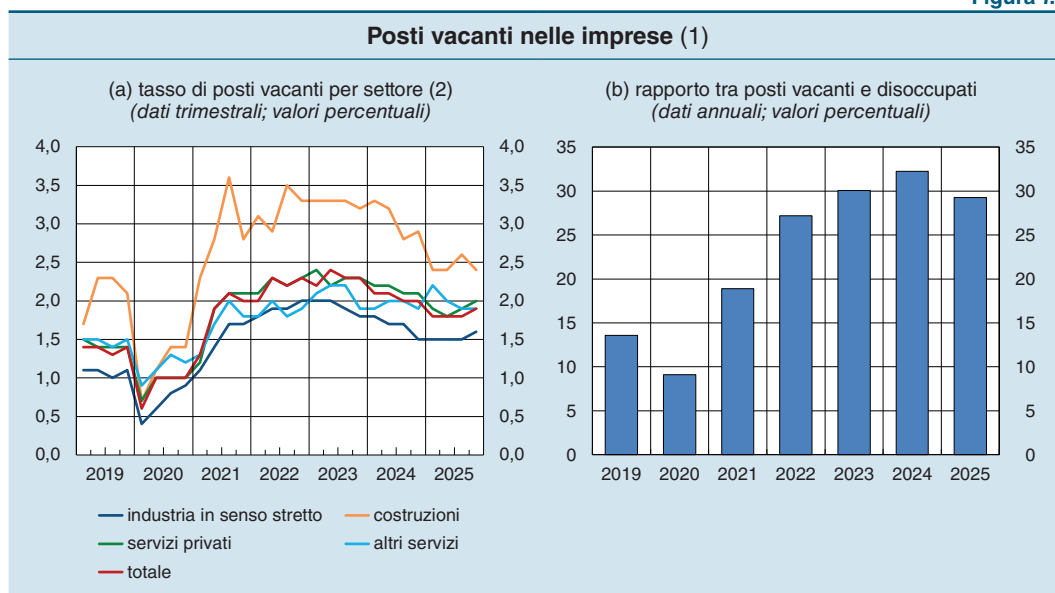 Figura
Posti vacanti nelle imprese (1)
(a) tasso di posti vacanti per settore (2)
(dati trimestrali; valori percentuali)
4,0 4,0
3,5 3,5
3,0 3,0
2,5 2,5
2,0 2,0
1,5 1,5
1,0 1,0
0,5 0,5
0,0 0,0
2019 2020 2021 2022 2023 2024 2025
industria in senso stretto costruzioni
servizi privati altri servizi
totale
(b) rapporto tra posti vacanti e disoccupati
(dati annuali; valori percentuali)
35 35
30 30
25 25
20 20
15 15
10 10
5 5
0 0
2019 2020 2021 2022 2023 2024 2025